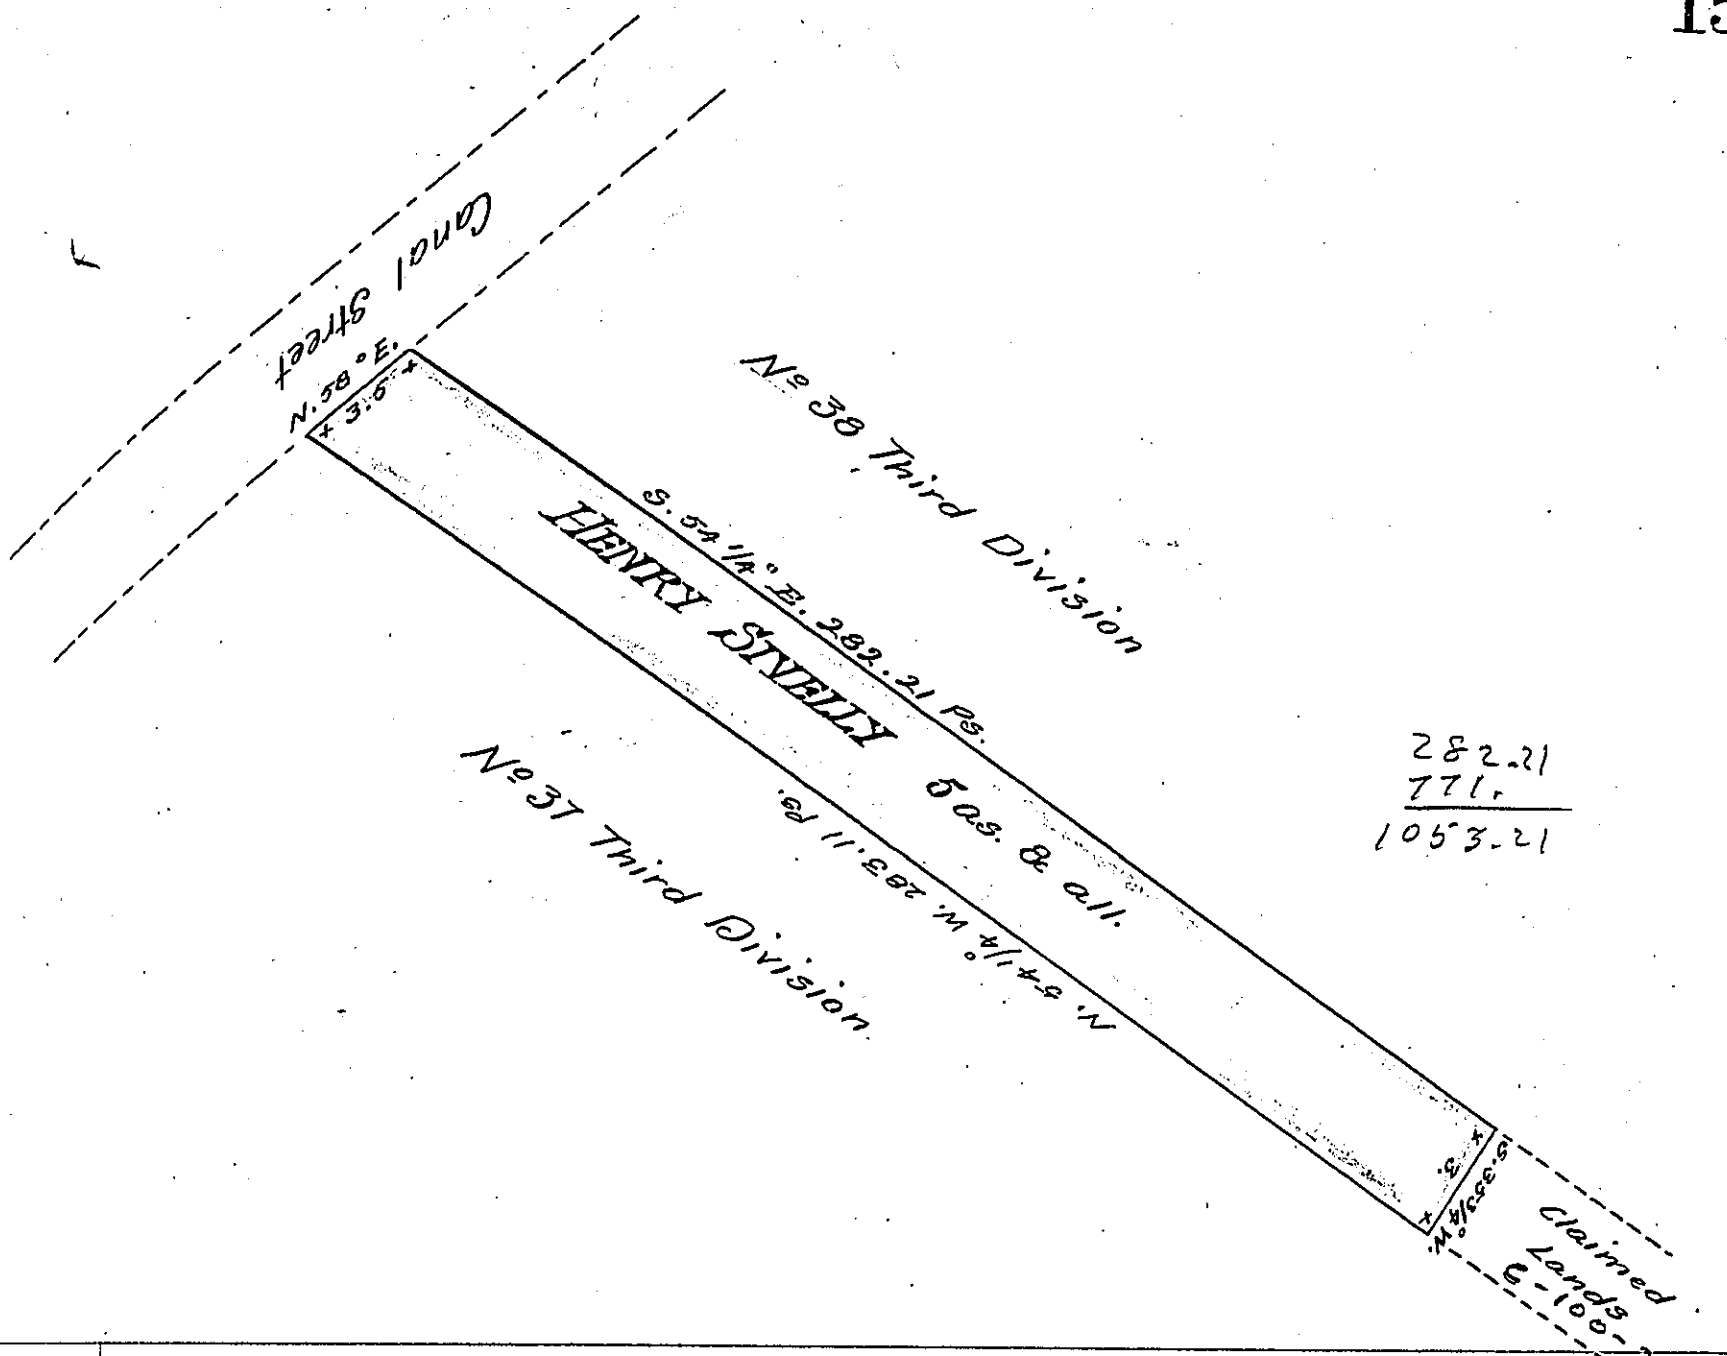 15
Canal Street
N. 58° E.
3.5
Nº 38 Third Division
S. 54 1/4° E. 282.21 Ps.
HENRY SNELLY 5 as. & all.
N. 54 1/4° W. 283.11 Ps.
Nº 37 Third Division
282.21
771.
1053.21
3.
S. 35 3/4° W.
Claimed
Lands
C-100-